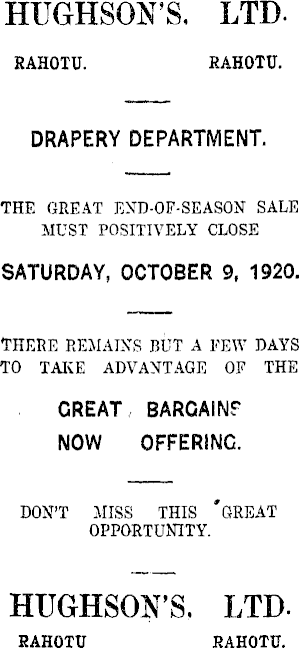 HUGHSON'S. LTD.
RAHOTU. RAHOTU.
DRAPERY DEPARTMENT.
THE GREAT END-OF-SEASON SALE
MUST POSITIVELY CLOSE
SATURDAY, OCTOBER 9, 1920.
THERE REMAINS BUT A FEW DAYS
TO TAKE ADVANTAGE OF THE
GREAT BARGAINS
NOW OFFERING.
DON'T MISS THIS GREAT
OPPORTUNITY.
HUGHSON'S. LTD.
RAHOTU RAHOTU.